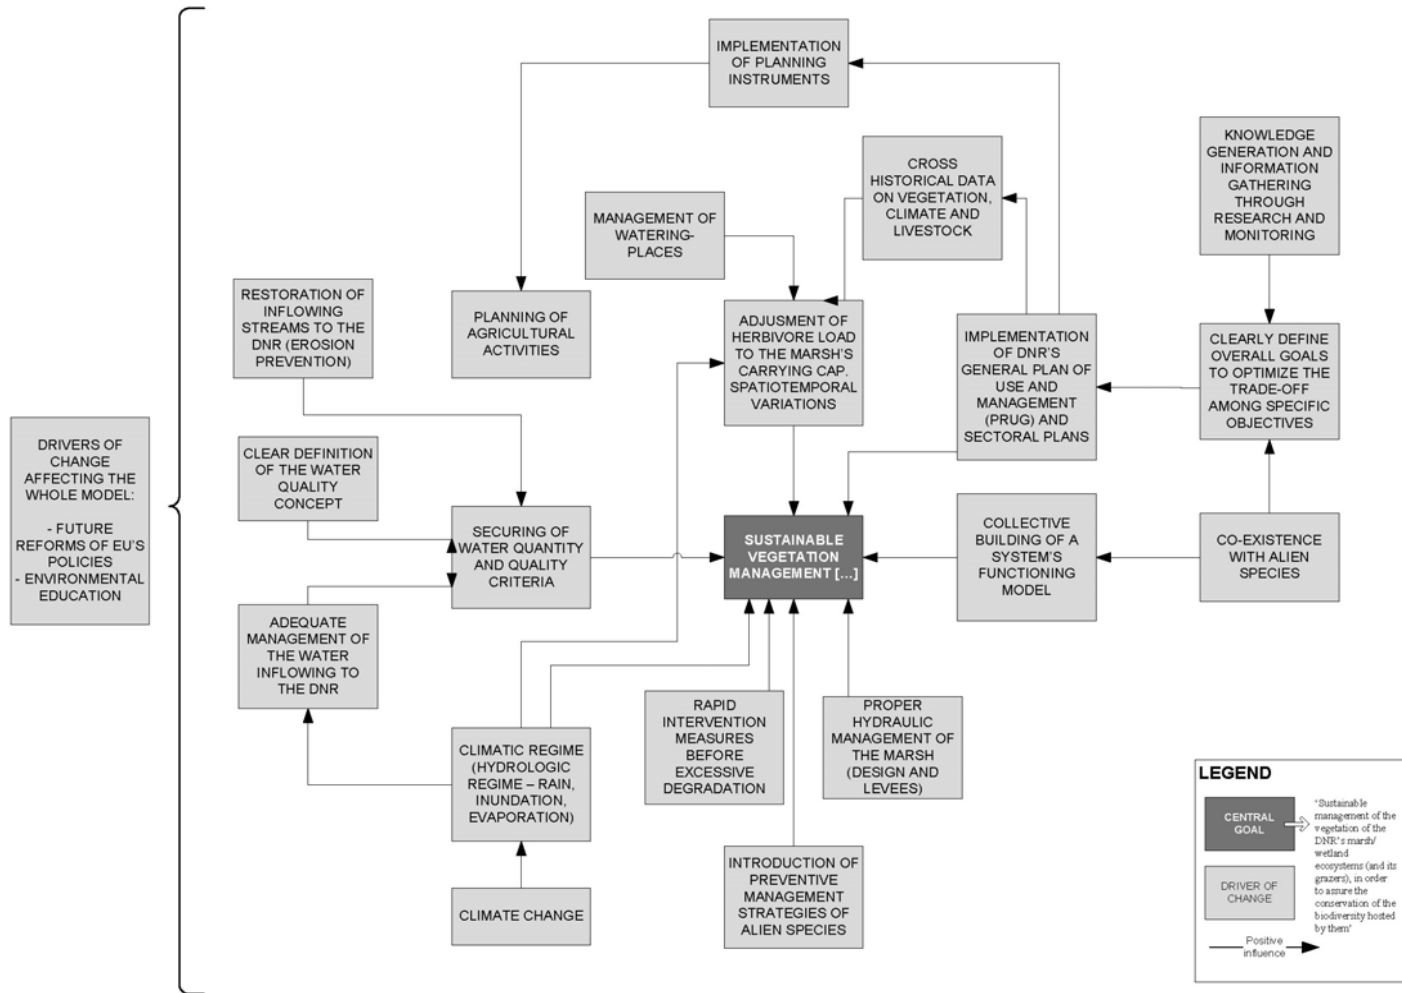 IMPLEMENTATION
OF PLANNING
INSTRUMENTS
KNOWLEDGE
GENERATION AND
INFORMATION
GATHERING
THROUGH
RESEARCH AND
MONITORING
CROSS
HISTORICAL DATA
ON VEGETATION,
CLIMATE AND
LIVESTOCK
MANAGEMENT OF
WATERING-
PLACES
RESTORATION OF
INFLOWING
STREAMS TO THE
DNR (EROSION
PREVENTION)
PLANNING OF
AGRICULTURAL
ACTIVITIES
ADJUSMENT OF
HERBIVORE LOAD
TO THE MARSH'S
CARRYING CAP.
SPATIOTEMPORAL
VARIATIONS
IMPLEMENTATION
OF DNR'S
GENERAL PLAN OF
USE AND
MANAGEMENT
(PRUG) AND
SECTORAL PLANS
CLEARLY DEFINE
OVERALL GOALS
TO OPTIMIZE THE
TRADE-OFF
AMONG SPECIFIC
OBJECTIVES
DRIVERS OF
CHANGE
AFFECTING THE
WHOLE MODEL:
- FUTURE
REFORMS OF EU'S
POLICIES
- ENVIRONMENTAL
EDUCATION
CLEAR DEFINITION
OF THE WATER
QUALITY
CONCEPT
SECURING OF
WATER QUANTITY
AND QUALITY
CRITERIA
SUSTAINABLE
VEGETATION
MANAGEMENT [...]
COLLECTIVE
BUILDING OF A
SYSTEM'S
FUNCTIONING
MODEL
CO-EXISTENCE
WITH ALIEN
SPECIES
ADEQUATE
MANAGEMENT OF
THE WATER
INFLOWING TO
THE DNR
CLIMATIC REGIME
(HYDROLOGIC
REGIME – RAIN,
INUNDATION,
EVAPORATION)
RAPID
INTERVENTION
MEASURES
BEFORE
EXCESSIVE
DEGRADATION
PROPER
HYDRAULIC
MANAGEMENT OF
THE MARSH
(DESIGN AND
LEVEES)
CLIMATE CHANGE
INTRODUCTION OF
PREVENTIVE
MANAGEMENT
STRATEGIES OF
ALIEN SPECIES
LEGEND
CENTRAL
GOAL
'Sustainable
management of the
vegetation of the
DNR's marsh/
wetland
ecosystems (and its
grazers), in order
to assure the
conservation of the
biodiversity hosted
by them'
DRIVER OF
CHANGE
Positive
influence